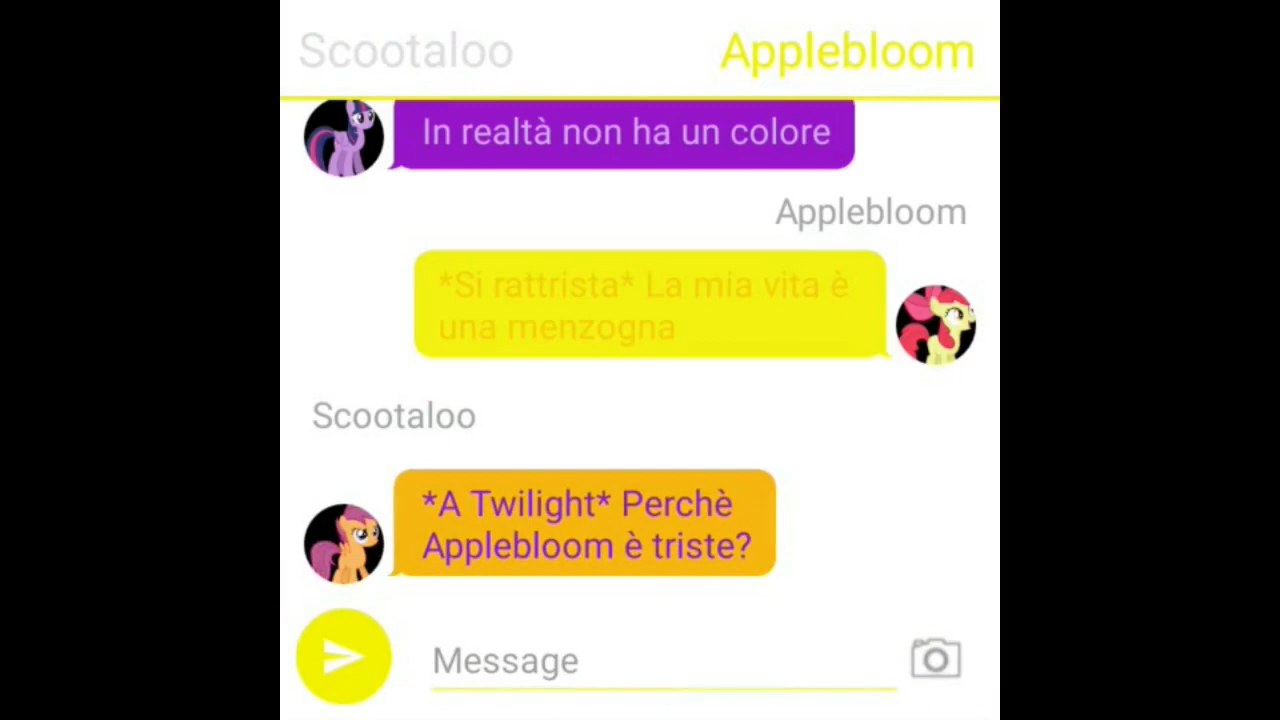 Scootaloo
Applebloom
In realtà non ha un colore
Applebloom
*Si rattrista* La mia vita è
una menzogna
Scootaloo
*A Twilight* Perchè
Applebloom è triste?
Message